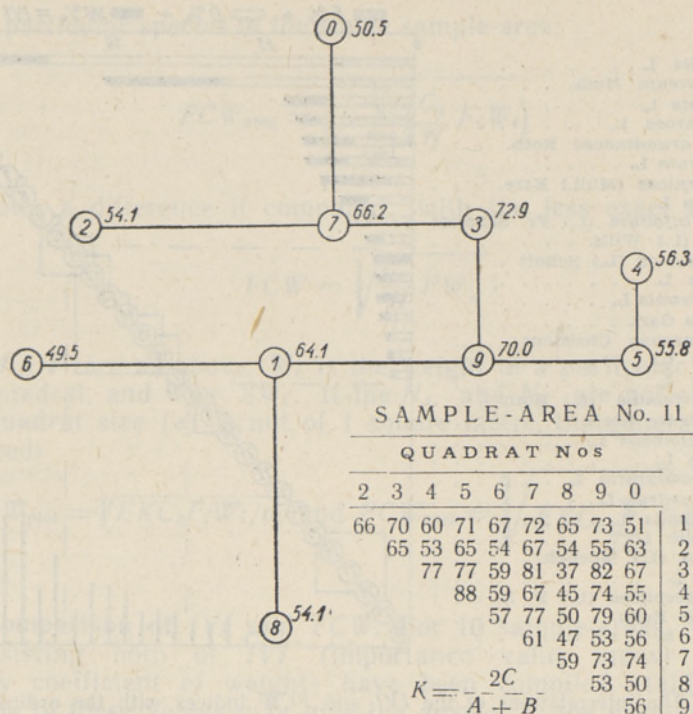 0 50.5
2 54.1
7 66.2
3 72.9
4 56.3
6 49.5
1 64.1
9 70.0
5 55.8
8 54.1
SAMPLE-AREA No. 11
QUADRAT Nos
2 3 4 5 6 7 8 9 0
66 70 60 71 67 72 65 73 51 1
65 53 65 54 67 54 55 63 2
77 77 59 81 37 82 67 3
88 59 67 45 74 55 4
57 77 50 79 60 5
61 47 53 56 6
59 73 74 7
53 50 8
56 9
K = 2C / A + B